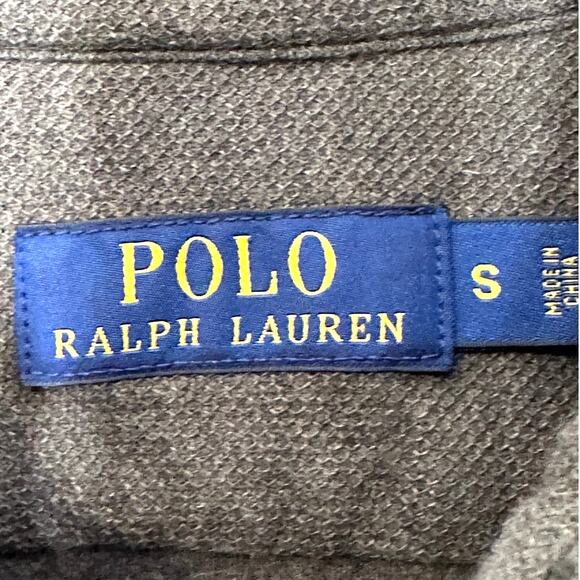 POLO
RALPH LAUREN
S
MADE IN
CHINA